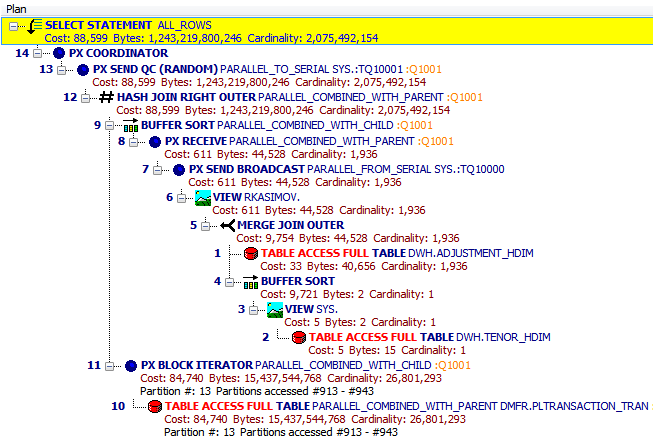 Plan
SELECT STATEMENT ALL_ROWS
Cost: 88,599 Bytes: 1,243,219,800,246 Cardinality: 2,075,492,154
14 PX COORDINATOR
13 PX SEND QC (RANDOM) PARALLEL_TO_SERIAL SYS.:TQ10001 :Q1001
Cost: 88,599 Bytes: 1,243,219,800,246 Cardinality: 2,075,492,154
12 HASH JOIN RIGHT OUTER PARALLEL_COMBINED_WITH_PARENT :Q1001
Cost: 88,599 Bytes: 1,243,219,800,246 Cardinality: 2,075,492,154
9 BUFFER SORT PARALLEL_COMBINED_WITH_CHILD :Q1001
8 PX RECEIVE PARALLEL_COMBINED_WITH_PARENT :Q1001
Cost: 611 Bytes: 44,528 Cardinality: 1,936
7 PX SEND BROADCAST PARALLEL_FROM_SERIAL SYS.:TQ10000
Cost: 611 Bytes: 44,528 Cardinality: 1,936
6 VIEW RKASIMOV.
Cost: 611 Bytes: 44,528 Cardinality: 1,936
5 MERGE JOIN OUTER
Cost: 9,754 Bytes: 44,528 Cardinality: 1,936
1 TABLE ACCESS FULL TABLE DWH.ADJUSTMENT_HDIM
Cost: 33 Bytes: 40,656 Cardinality: 1,936
4 BUFFER SORT
Cost: 9,721 Bytes: 2 Cardinality: 1
3 VIEW SYS.
Cost: 5 Bytes: 2 Cardinality: 1
2 TABLE ACCESS FULL TABLE DWH.TENOR_HDIM
Cost: 5 Bytes: 15 Cardinality: 1
11 PX BLOCK ITERATOR PARALLEL_COMBINED_WITH_CHILD :Q1001
Cost: 84,740 Bytes: 15,437,544,768 Cardinality: 26,801,293
Partition #: 13 Partitions accessed #913 - #943
10 TABLE ACCESS FULL TABLE PARALLEL_COMBINED_WITH_PARENT DMFR.PLTRANSACTION_TRAN
Cost: 84,740 Bytes: 15,437,544,768 Cardinality: 26,801,293
Partition #: 13 Partitions accessed #913 - #943